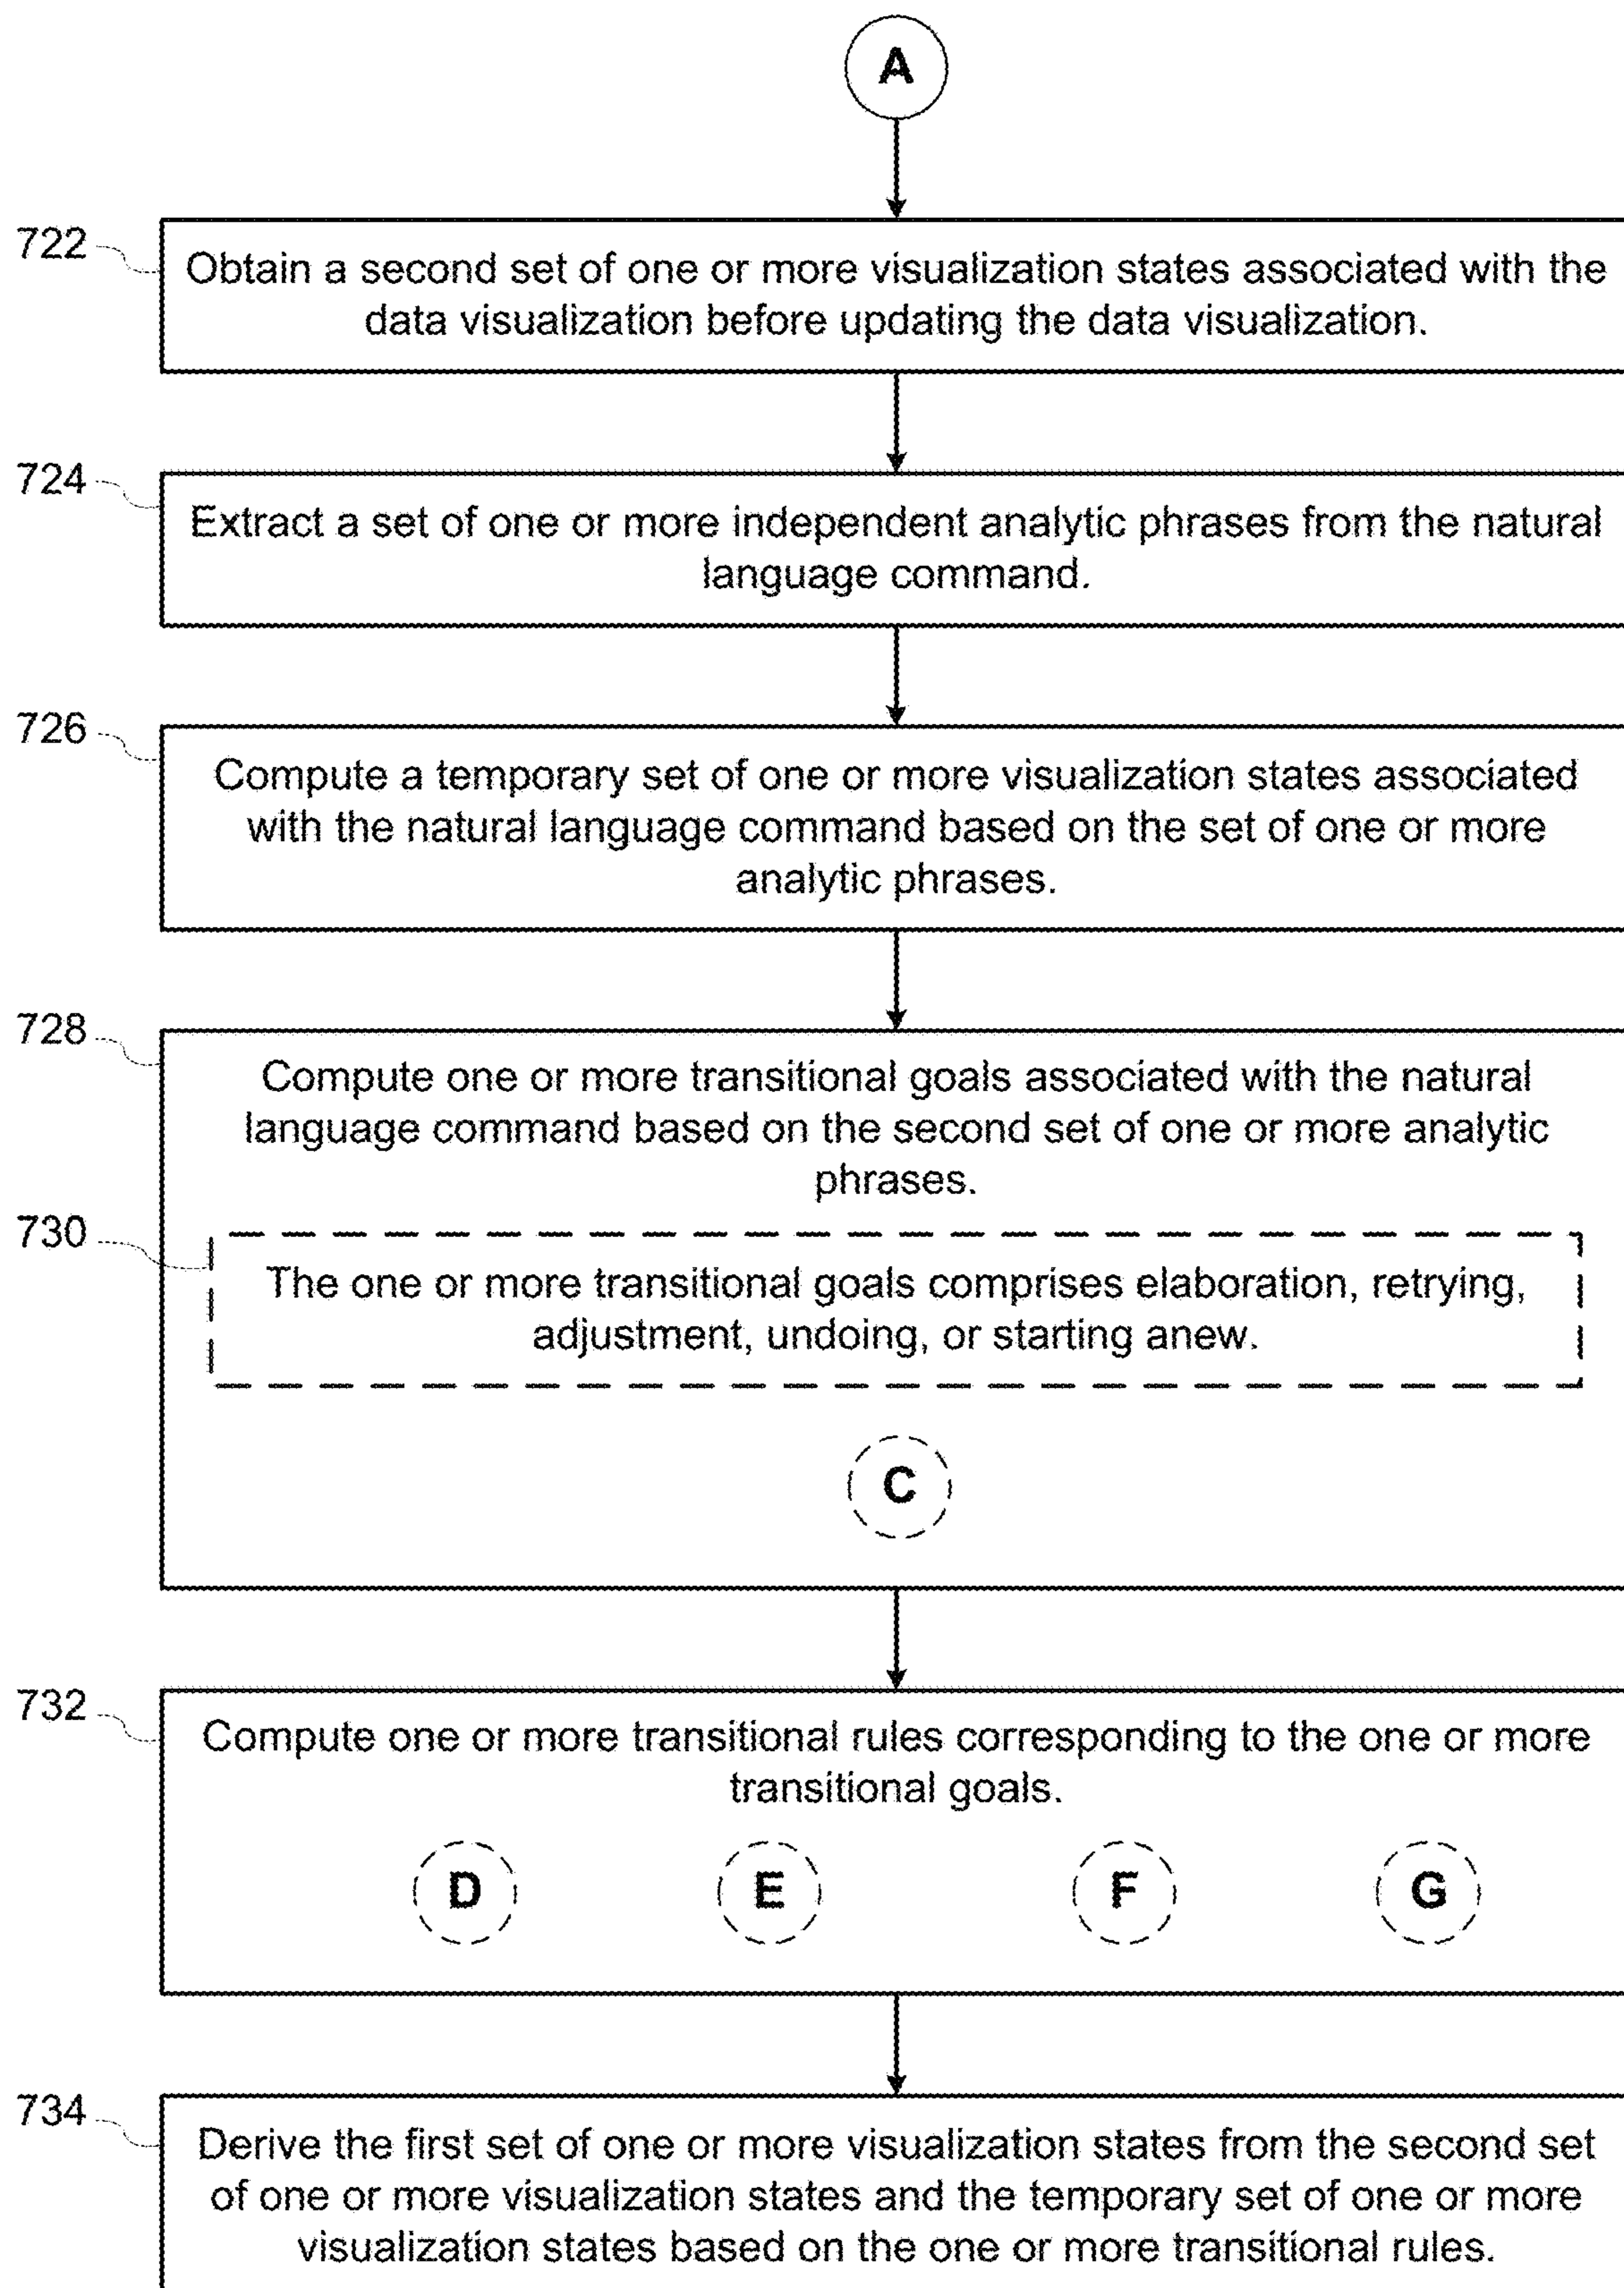 A
722
Obtain a second set of one or more visualization states associated with the
data visualization before updating the data visualization.
724
Extract a set of one or more independent analytic phrases from the natural
language command.
726
Compute a temporary set of one or more visualization states associated
with the natural language command based on the set of one or more
analytic phrases.
728
Compute one or more transitional goals associated with the natural
language command based on the second set of one or more analytic
phrases.
730
The one or more transitional goals comprises elaboration, retrying,
adjustment, undoing, or starting anew.
C
732
Compute one or more transitional rules corresponding to the one or more
transitional goals.
D E F G
734
Derive the first set of one or more visualization states from the second set
of one or more visualization states and the temporary set of one or more
visualization states based on the one or more transitional rules.